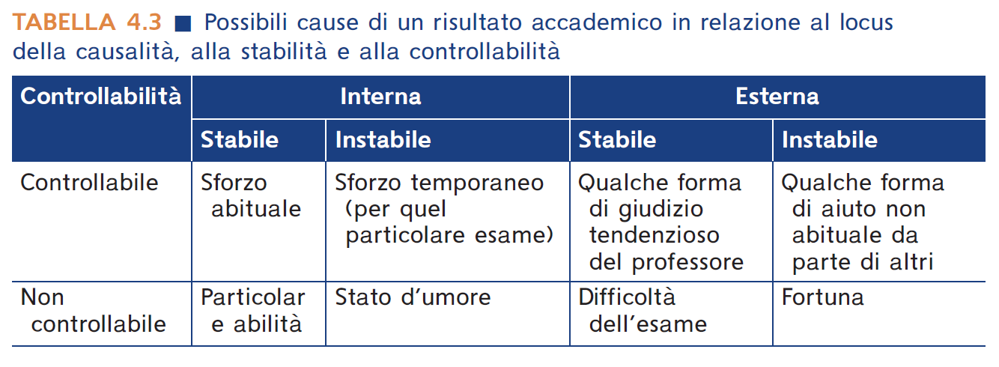 TABELLA 4.3 ■ Possibili cause di un risultato accademico in relazione al locus
della causalità, alla stabilità e alla controllabilità
Controllabilità Interna Esterna
Stabile Instabile Stabile Instabile
Controllabile Sforzo Sforzo temporaneo Qualche forma Qualche forma
abituale (per quel di giudizio di aiuto non
particolare esame) tendenzioso abituale da
del professore parte di altri
Non Particolar Stato d’umore Difficoltà Fortuna
controllabile e abilità dell’esame